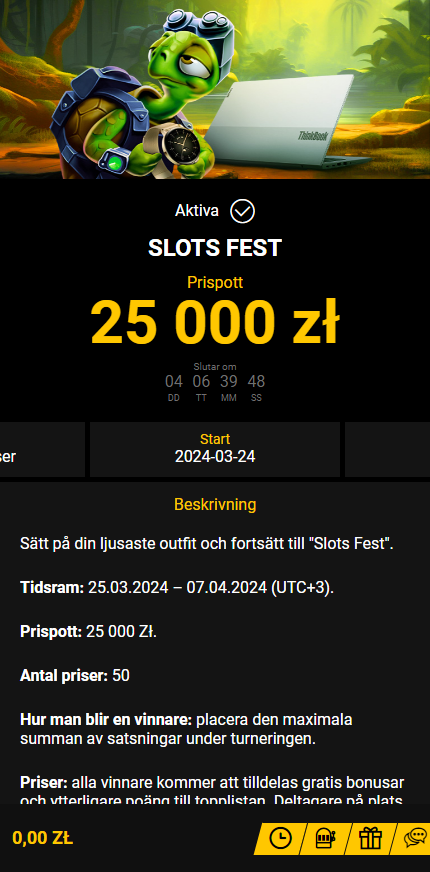 ThinkBook
Aktiva
SLOTS FEST
Prispott
25 000 zł
Slutar om
04 06 39 48
DD TT MM SS
ser
Start
2024-03-24
Beskrivning
Sätt på din ljusaste outfit och fortsätt till "Slots Fest".
Tidsram: 25.03.2024 – 07.04.2024 (UTC+3).
Prispott: 25 000 Zł.
Antal priser: 50
Hur man blir en vinnare: placera den maximala
summan av satsningar under turneringen.
Priser: alla vinnare kommer att tilldelas gratis bonusar
och ytterligare poäng till topplistan. Deltagare på plats
0,00 ZŁ